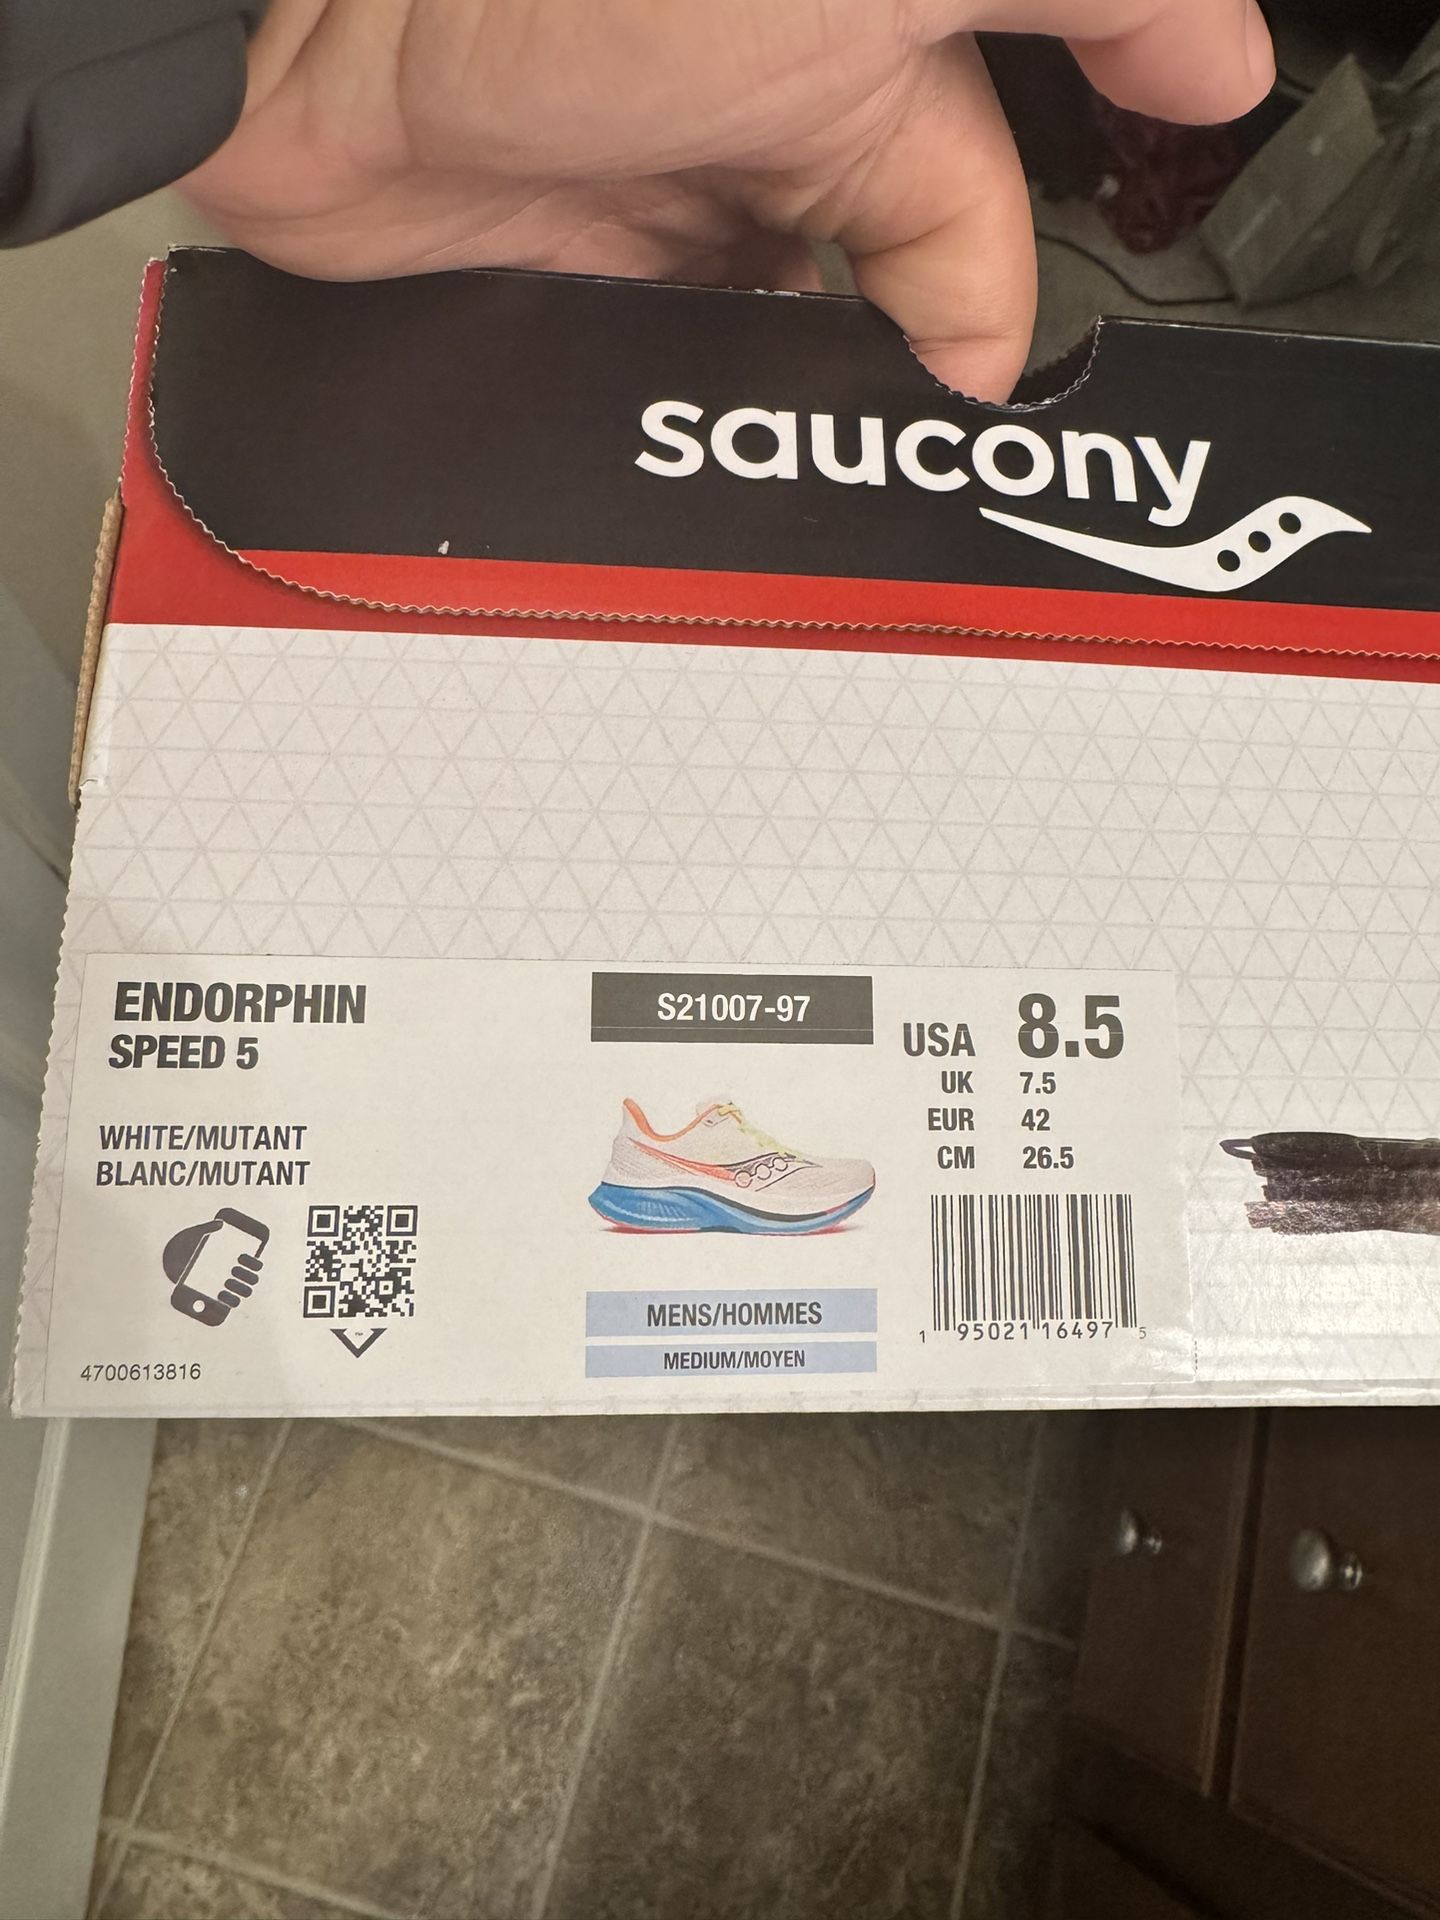 saucony
ENDORPHIN
SPEED 5
WHITE/MUTANT
BLANC/MUTANT
4700613816
S21007-97
MENS/HOMMES
MEDIUM/MOYEN
USA 8.5
UK 7.5
EUR 42
CM 26.5
1 95021 16497 5